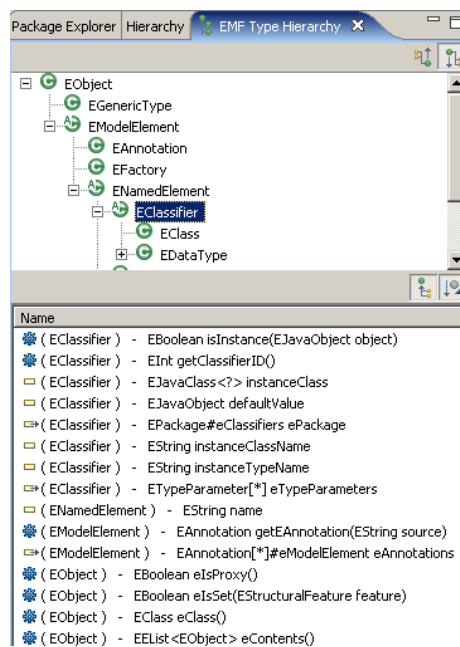 Package Explorer Hierarchy EMF Type Hierarchy
EObject
EGenericType
EModelElement
EAnnotation
EFactory
ENamedElement
EClassifier
EClass
EDataType
Name
( EClassifier ) - EBoolean isInstance(EJavaObject object)
( EClassifier ) - EInt getClassifierID()
( EClassifier ) - EJavaClass<?> instanceClass
( EClassifier ) - EJavaObject defaultValue
( EClassifier ) - EPackage#eClassifiers ePackage
( EClassifier ) - EString instanceClassName
( EClassifier ) - EString instanceTypeName
( EClassifier ) - ETypeParameter[*] eTypeParameters
( ENamedElement ) - EString name
( EModelElement ) - EAnnotation getEAnnotation(EString source)
( EModelElement ) - EAnnotation[*]#eModelElement eAnnotations
( EObject ) - EBoolean eIsProxy()
( EObject ) - EBoolean eIsSet(EStructuralFeature feature)
( EObject ) - EClass eClass()
( EObject ) - EEList<EObject> eContents()